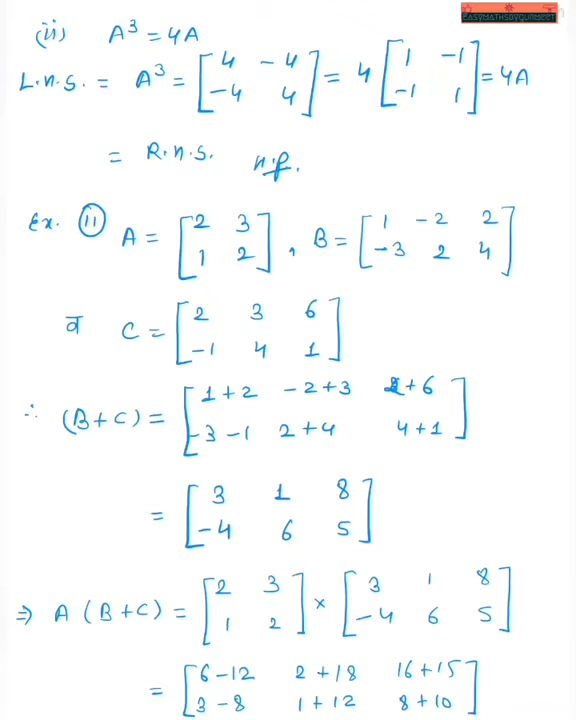 EASYMATHSBYGURMEET
(ii) A³ = 4A
L.H.S. = A³ = [4 -4; -4 4] = 4 [1 -1; -1 1] = 4A
= R.H.S. H.P.
Ex. (11) A = [2 3; 1 2], B = [1 -2 2; -3 2 4]
व C = [2 3 6; -1 4 1]
∴ (B+C) = [1+2 -2+3 2+6; -3-1 2+4 4+1]
= [3 1 8; -4 6 5]
⇒ A(B+C) = [2 3; 1 2] × [3 1 8; -4 6 5]
= [6-12 2+18 16+15; 3-8 1+12 8+10]